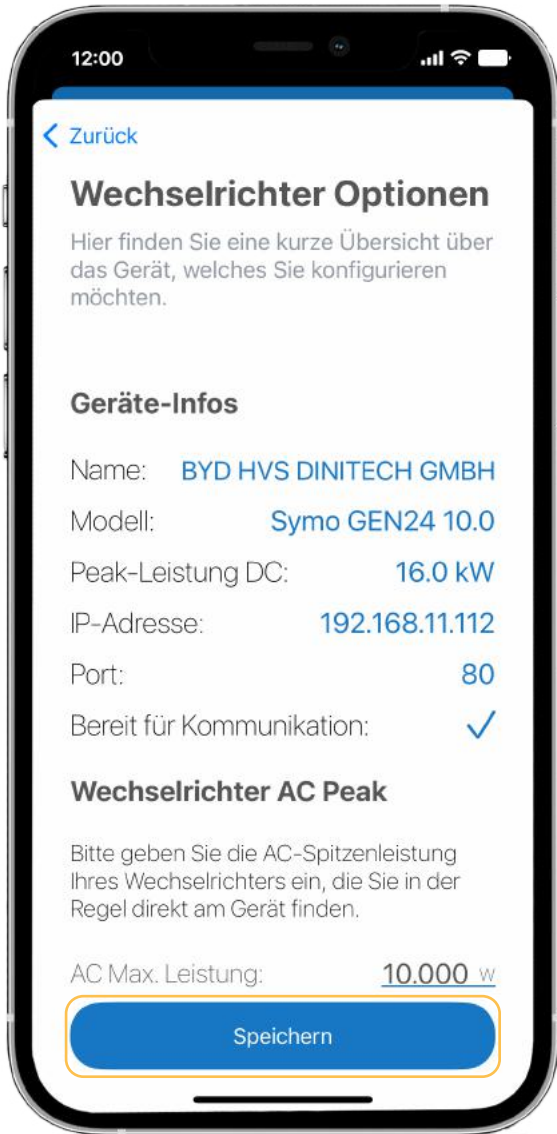 12:00
Zurück
Wechselrichter Optionen
Hier finden Sie eine kurze Übersicht über
das Gerät, welches Sie konfigurieren
möchten.
Geräte-Infos
Name: BYD HVS DINITECH GMBH
Modell: Symo GEN24 10.0
Peak-Leistung DC: 16.0 kW
IP-Adresse: 192.168.11.112
Port: 80
Bereit für Kommunikation:
Wechselrichter AC Peak
Bitte geben Sie die AC-Spitzenleistung
Ihres Wechselrichters ein, die Sie in der
Regel direkt am Gerät finden.
AC Max. Leistung: 10.000 W
Speichern